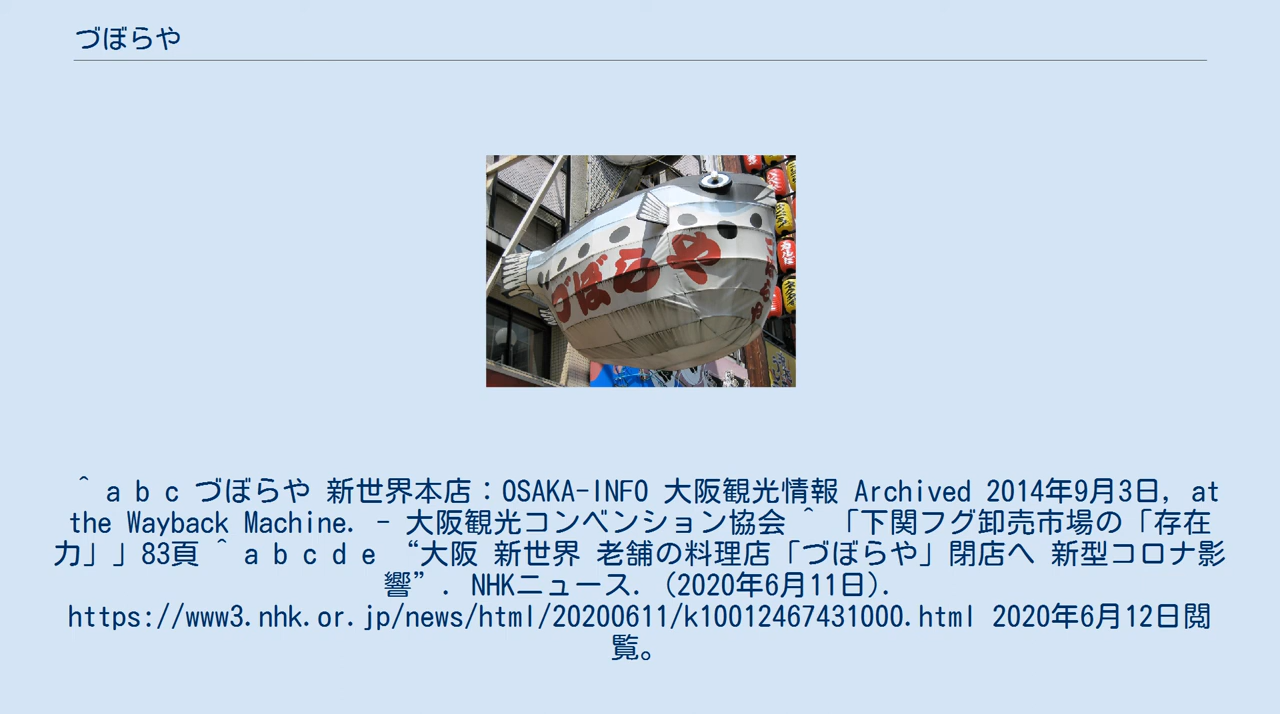 づぼらや
づぼらや
カルに
＾ a b c づぼらや 新世界本店：OSAKA-INFO 大阪観光情報 Archived 2014年9月3日, at
the Wayback Machine. - 大阪観光コンベンション協会 ＾ 「下関フグ卸売市場の「存在
力」」83頁 ＾ a b c d e “大阪 新世界 老舗の料理店「づぼらや」閉店へ 新型コロナ影
響”. NHKニュース. (2020年6月11日).
https://www3.nhk.or.jp/news/html/20200611/k10012467431000.html 2020年6月12日閲
覧。